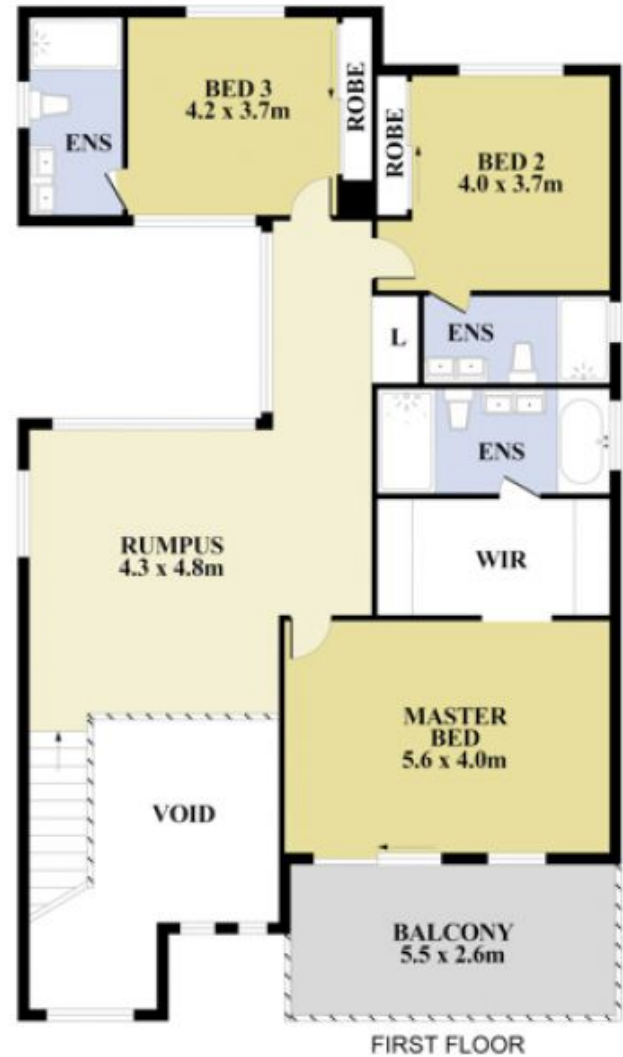 BED 3
4.2 x 3.7m
ROBE
ENS
ROBE
BED 2
4.0 x 3.7m
L
ENS
ENS
WIR
RUMPUS
4.3 x 4.8m
MASTER
BED
5.6 x 4.0m
VOID
BALCONY
5.5 x 2.6m
FIRST FLOOR